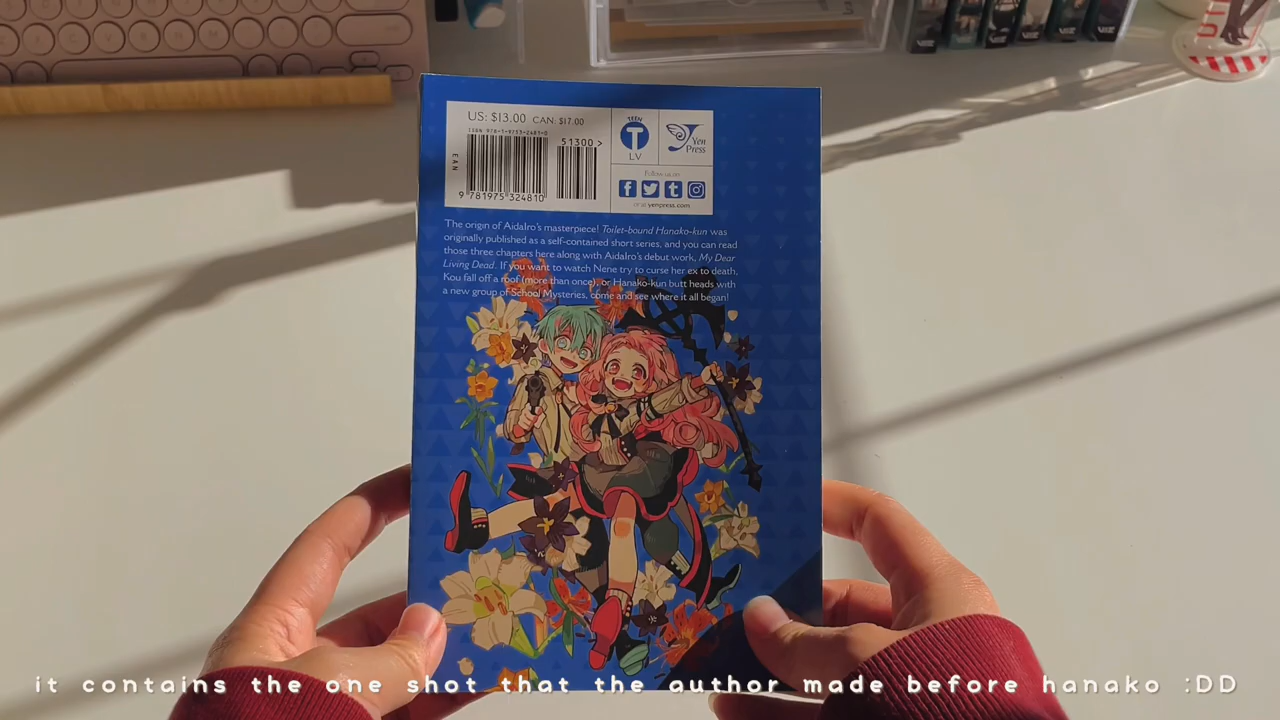 US: $13.00 CAN: $17.00
ISBN 978-1-9753-2481-0
51300 >
EAN
9 781975 324810
TEEN
T
LV
Yen
Press
Follow us on
or at yenpress.com
The origin of AidaIro's masterpiece! Toilet-bound Hanako-kun was
originally published as a self-contained short series, and you can read
those three chapters here along with AidaIro's debut work, My Dear
Living Dead. If you want to watch Nene try to curse her ex to death,
Kou fall off a roof (more than once), or Hanako-kun butt heads with
a new group of School Mysteries, come and see where it all began!
it contains the one shot that the author made before hanako :DD